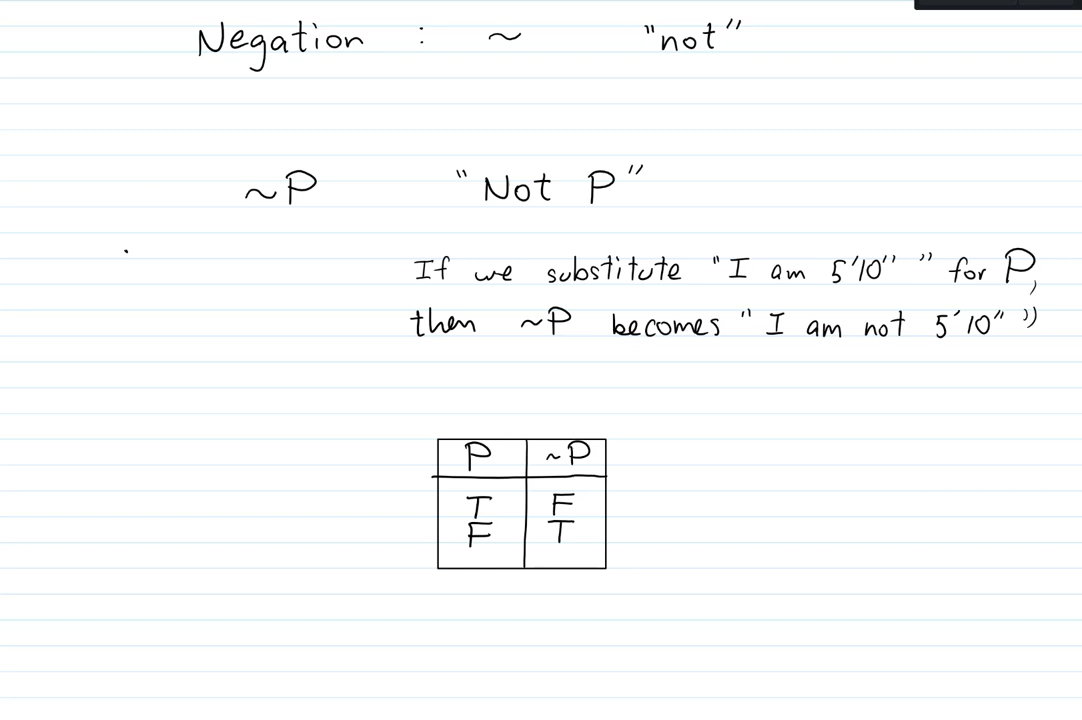 Negation : ~ "not"
~P "Not P"
If we substitute "I am 5'10" " for P,
then ~P becomes "I am not 5'10" "
P ~P
T F
F T